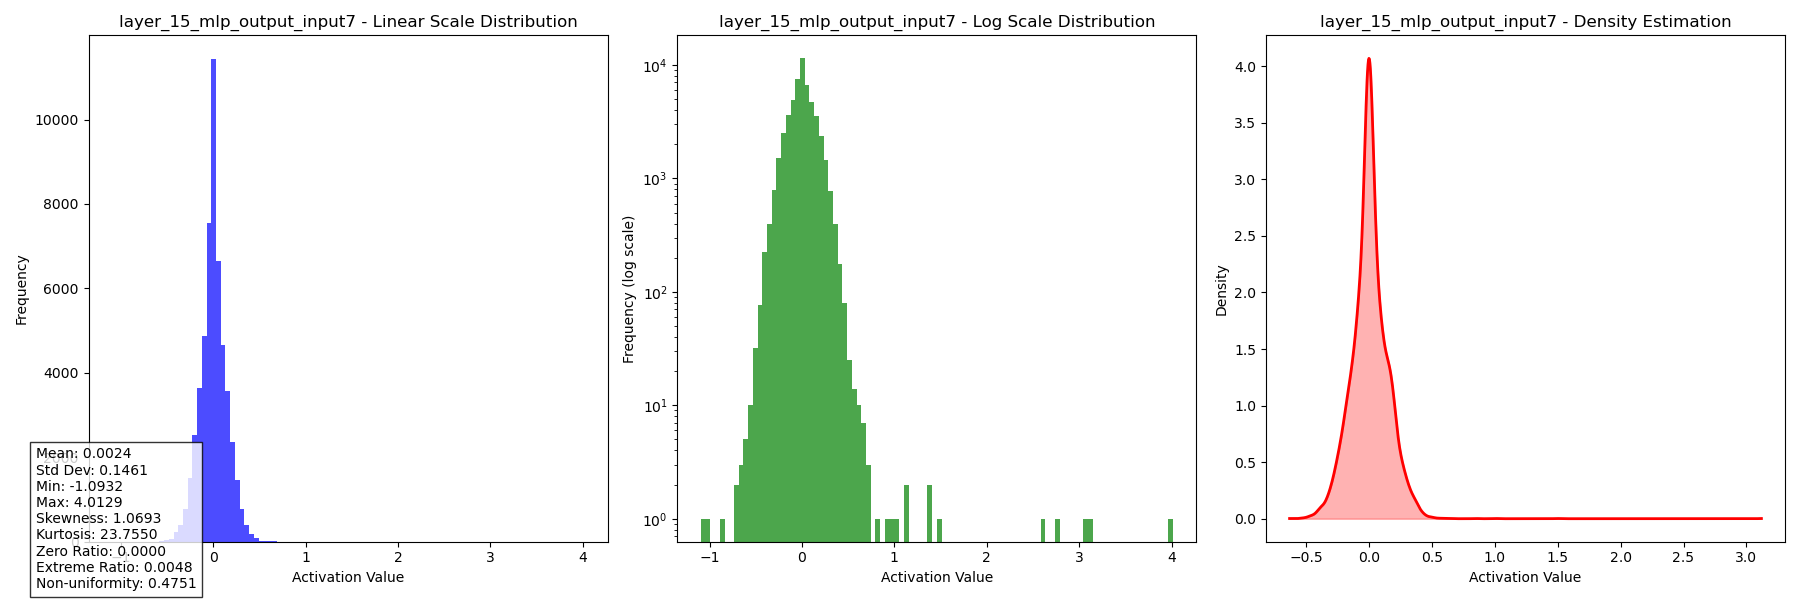 layer_15_mlp_output_input7 - Linear Scale Distribution
Frequency
10000
8000
6000
4000
2000
0
−1
0
1
2
3
4
Activation Value
Mean: 0.0024
Std Dev: 0.1461
Min: -1.0932
Max: 4.0129
Skewness: 1.0693
Kurtosis: 23.7550
Zero Ratio: 0.0000
Extreme Ratio: 0.0048
Non-uniformity: 0.4751
layer_15_mlp_output_input7 - Log Scale Distribution
Frequency (log scale)
10⁴
10³
10²
10¹
10⁰
−1
0
1
2
3
4
Activation Value
layer_15_mlp_output_input7 - Density Estimation
Density
4.0
3.5
3.0
2.5
2.0
1.5
1.0
0.5
0.0
−0.5
0.0
0.5
1.0
1.5
2.0
2.5
3.0
Activation Value